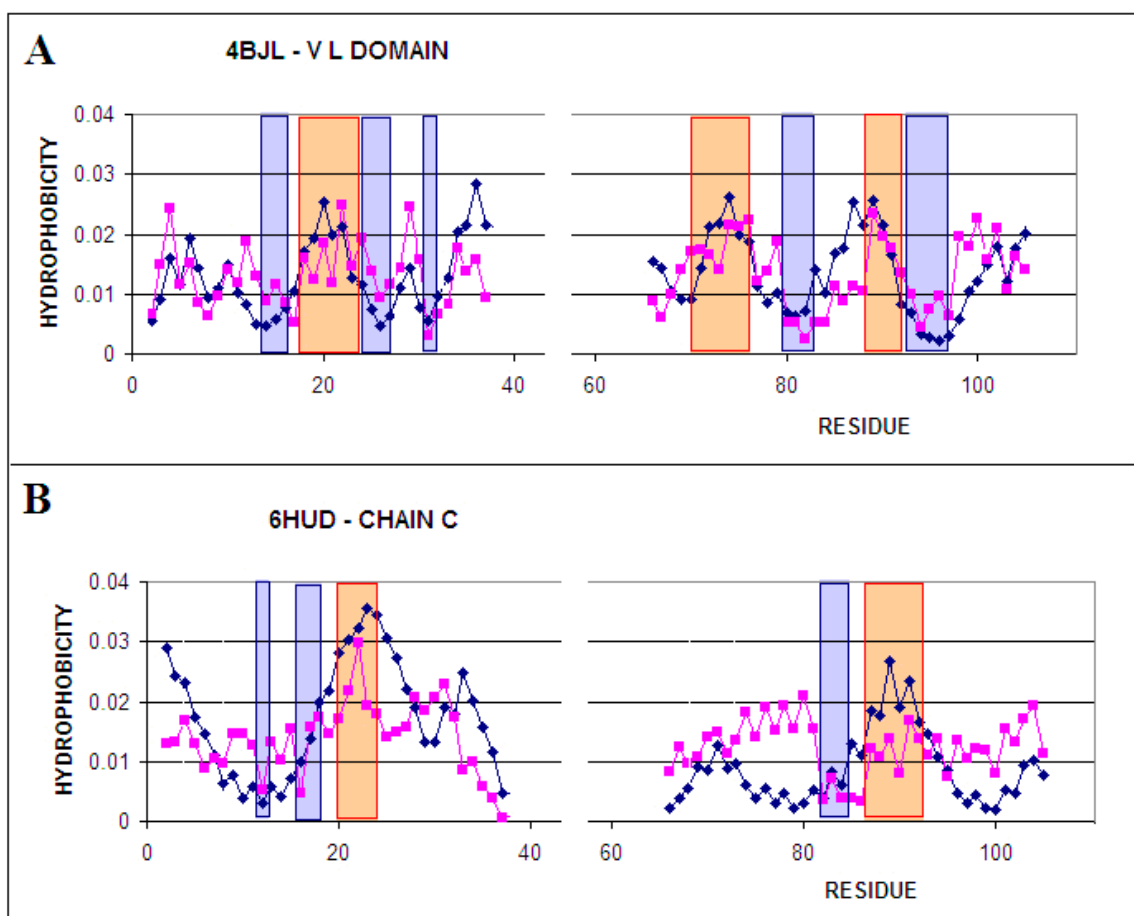 A
4BJL - V L DOMAIN
HYDROPHOBICITY
0.04
0.03
0.02
0.01
0
0 20 40 60 80 100
RESIDUE
B
6HUD - CHAIN C
HYDROPHOBICITY
0.04
0.03
0.02
0.01
0
0 20 40 60 80 100
RESIDUE